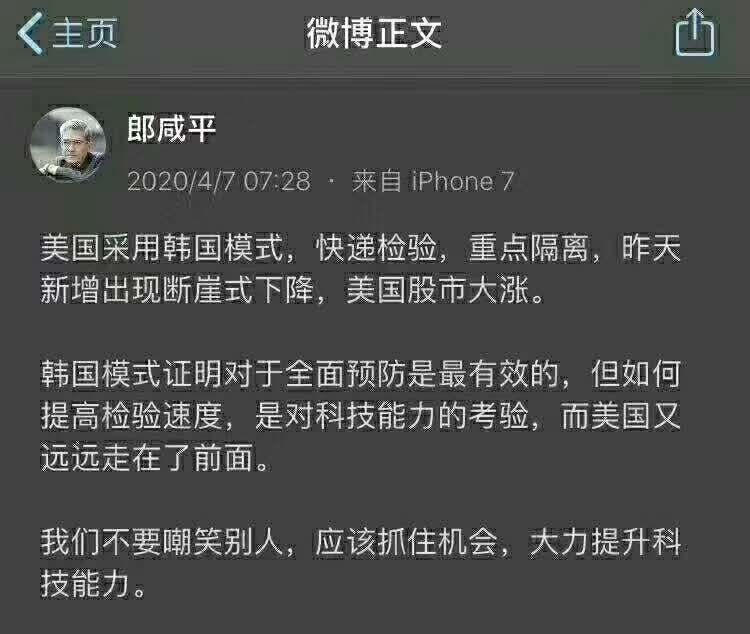 主页
微博正文
郎咸平
2020/4/7 07:28 · 来自 iPhone 7
美国采用韩国模式，快递检验，重点隔离，昨天
新增出现断崖式下降，美国股市大涨。
韩国模式证明对于全面预防是最有效的，但如何
提高检验速度，是对科技能力的考验，而美国又
远远走在了前面。
我们不要嘲笑别人，应该抓住机会，大力提升科
技能力。